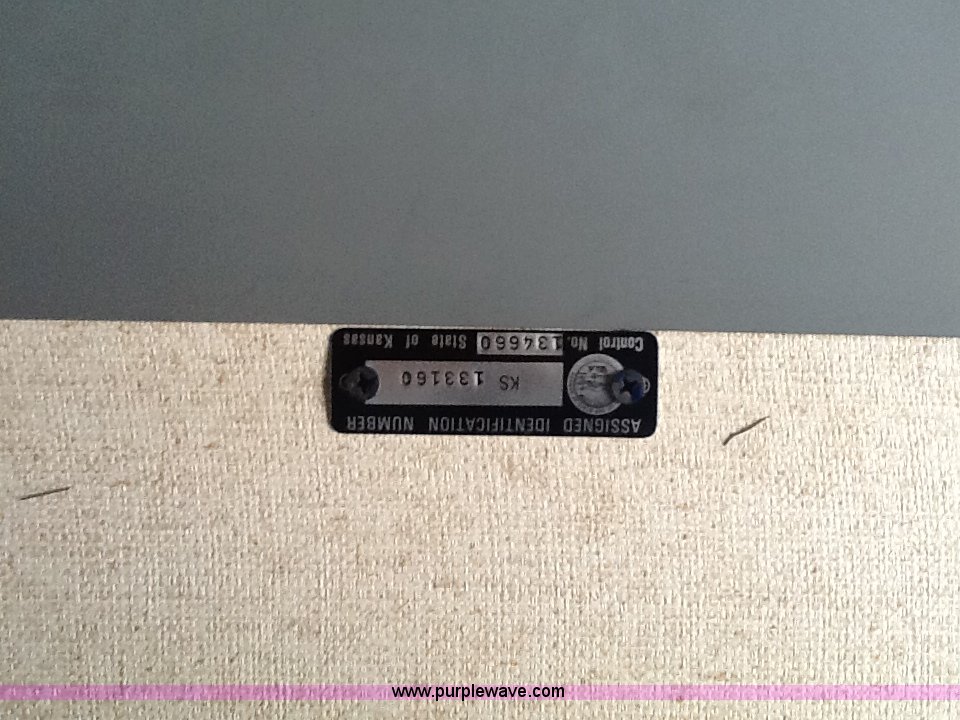 ASSIGNED IDENTIFICATION NUMBER
KS 133160
Control No. 134660 State of Kansas
www.purplewave.com